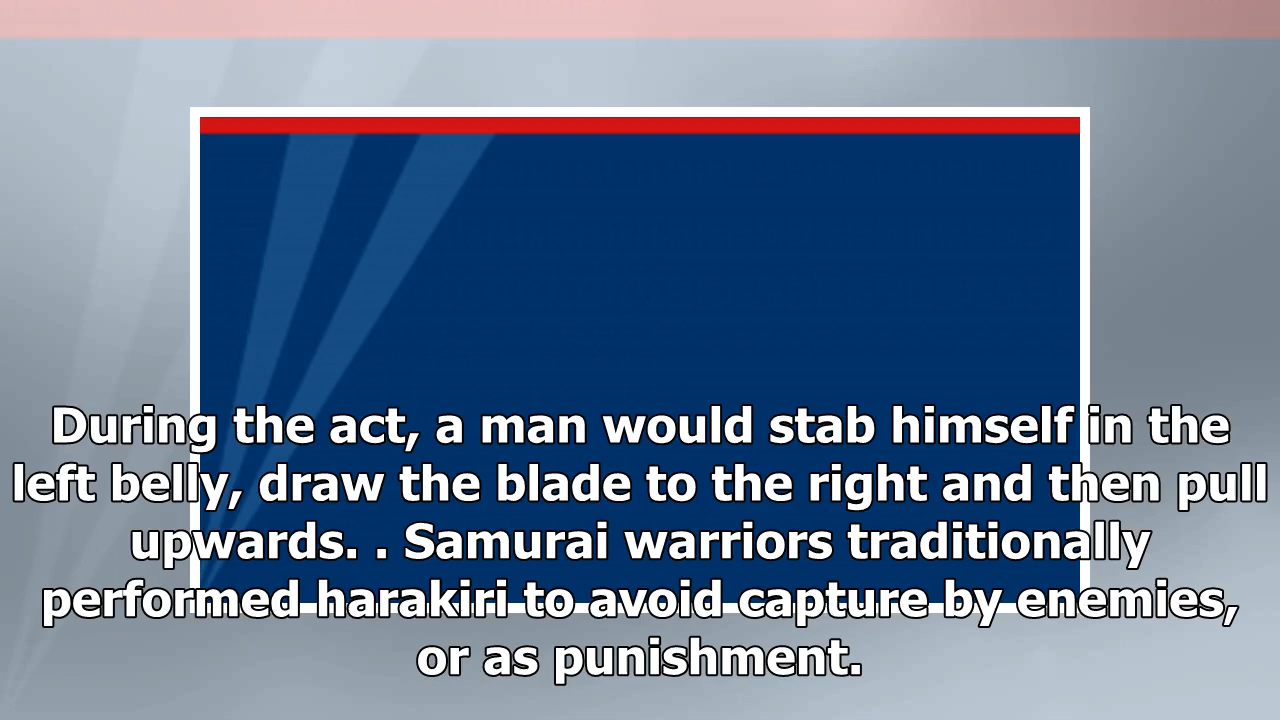 During the act, a man would stab himself in the
left belly, draw the blade to the right and then pull
upwards. . Samurai warriors traditionally
performed harakiri to avoid capture by enemies,
or as punishment.